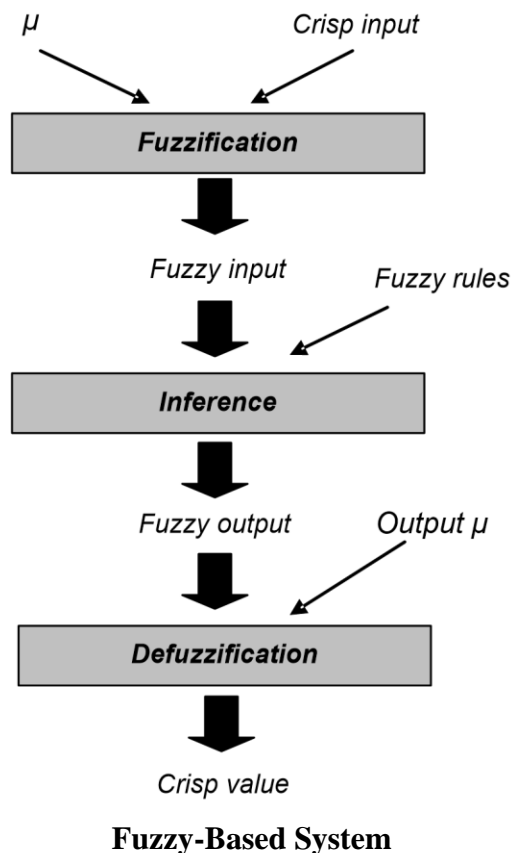 μ
Crisp input
Fuzzification
Fuzzy input
Fuzzy rules
Inference
Fuzzy output
Output μ
Defuzzification
Crisp value
Fuzzy-Based System